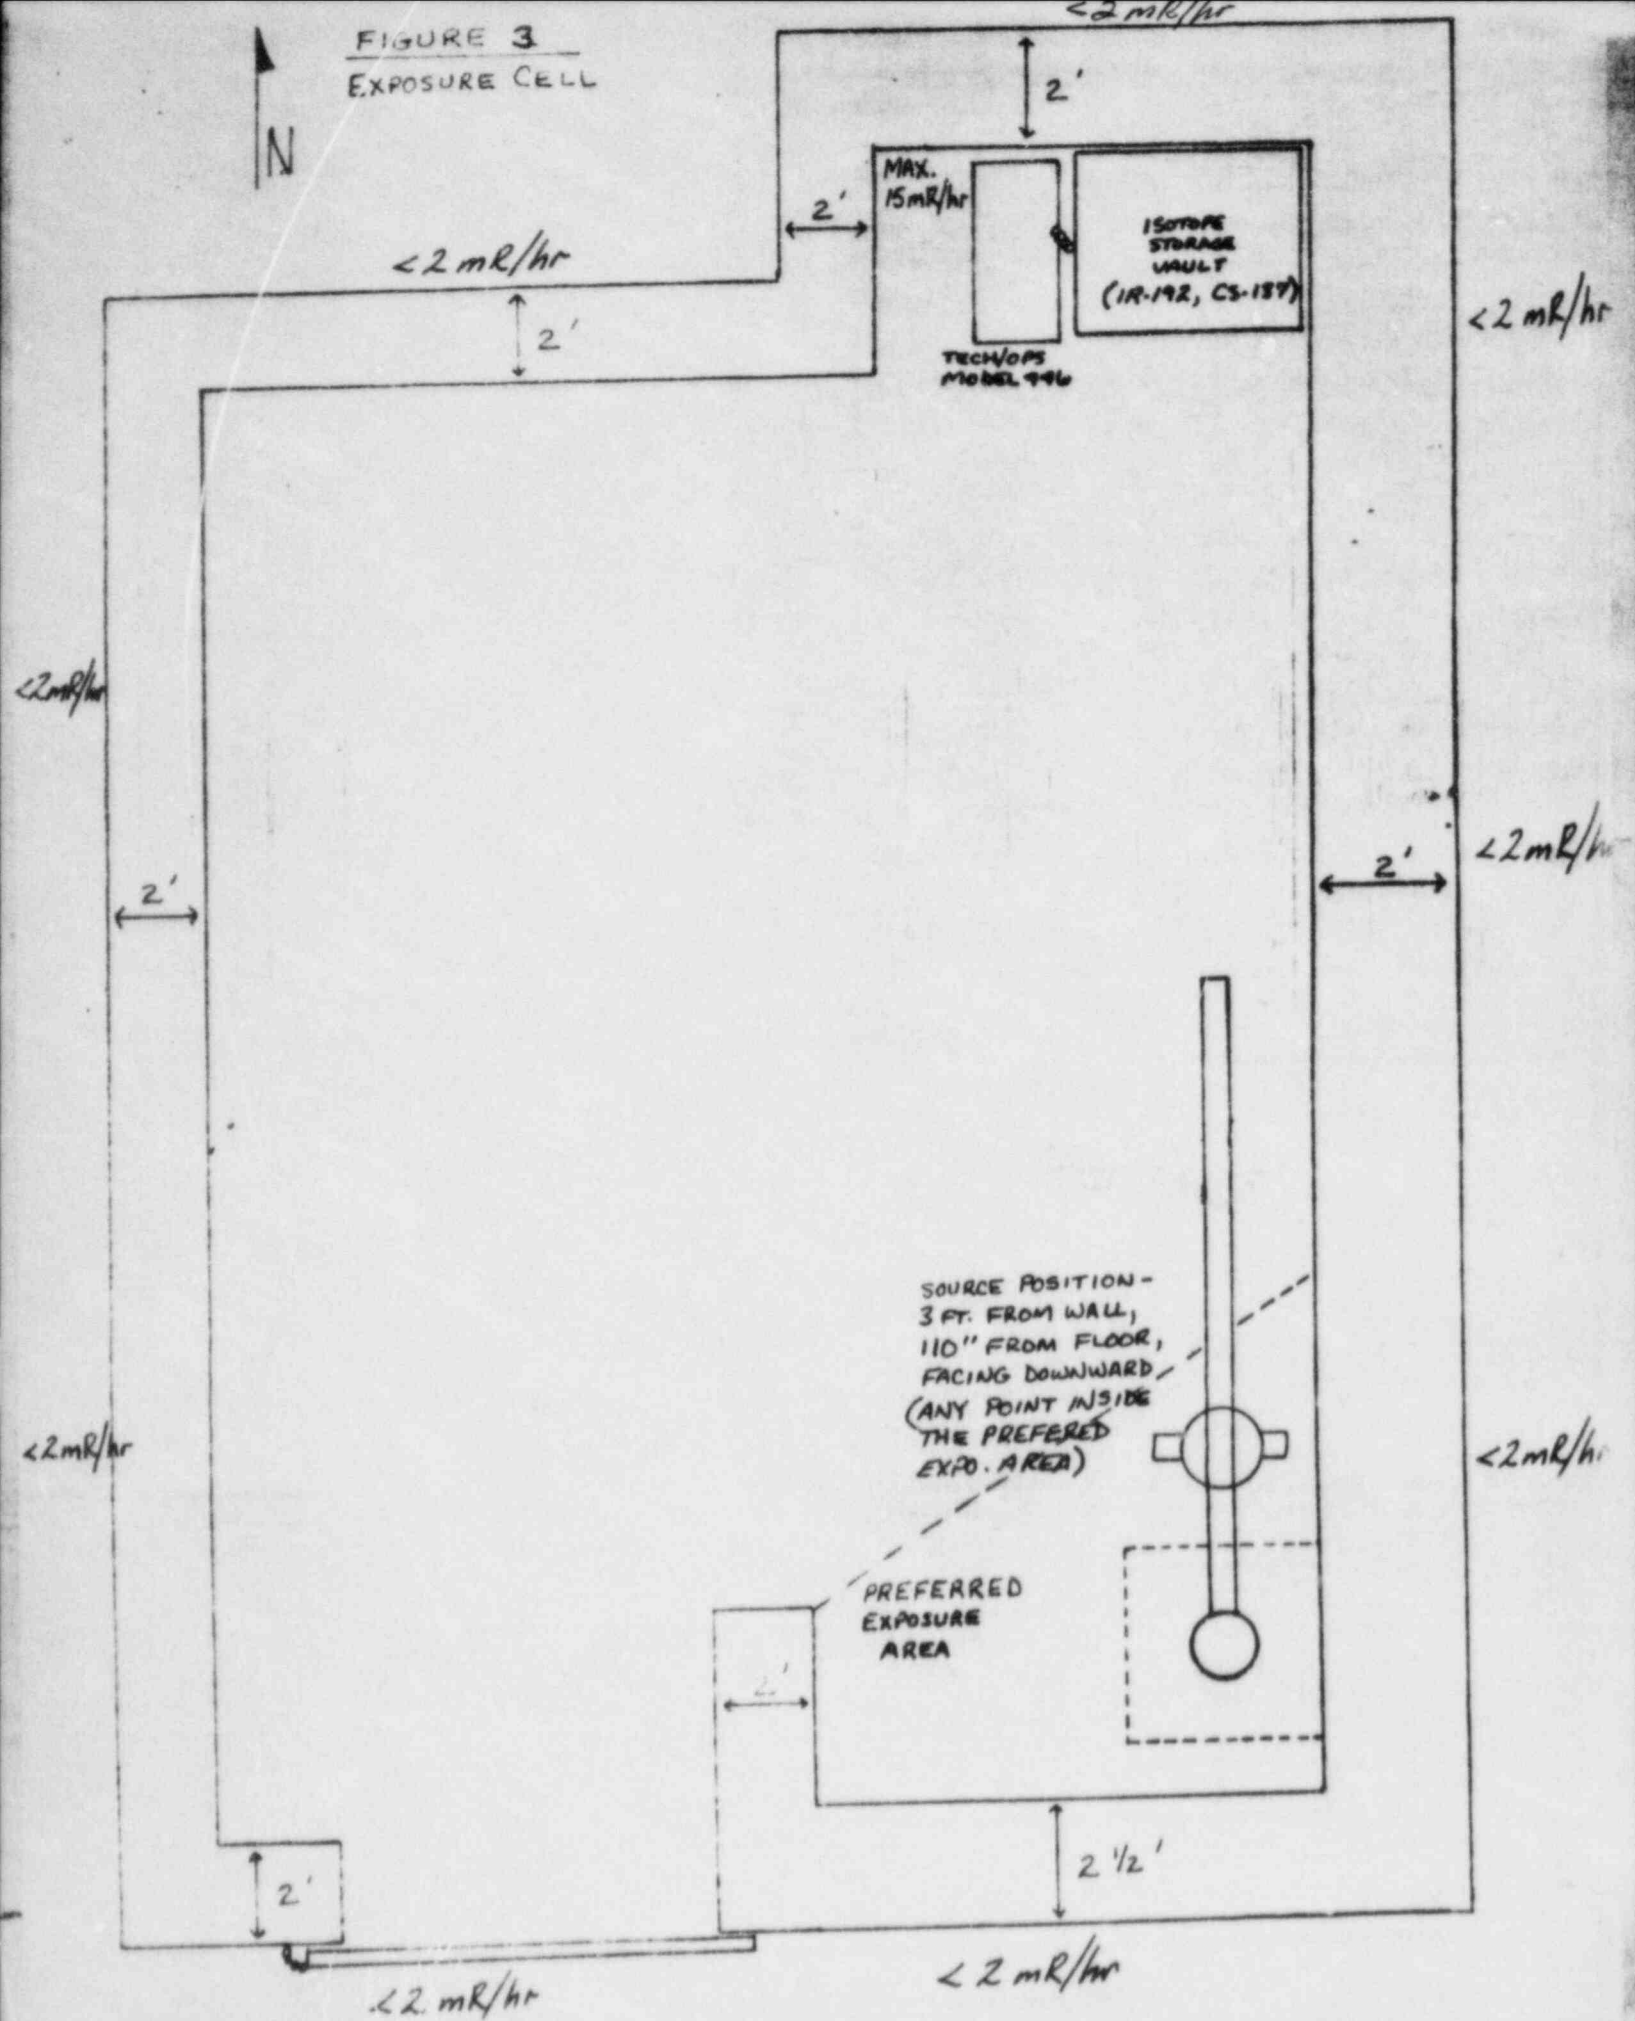 <2 mR/hr
FIGURE 3
EXPOSURE CELL
N
2'
MAX.
15mR/hr
2'
ISOTOPE
STORAGE
VAULT
(IR-192, CS-137)
<2 mR/hr
2'
<2 mR/hr
TECH/OPS
MODEL
<2mR/hr
<2mR/hr
2'
2'
SOURCE POSITION-
3 FT. FROM WALL,
110" FROM FLOOR,
FACING DOWNWARD
(ANY POINT INSIDE
THE PREFERED
EXPO. AREA)
<2mR/hr
<2mR/hr
PREFERRED
EXPOSURE
AREA
2'
2 1/2'
2'
<2 mR/hr
<2 mR/hr